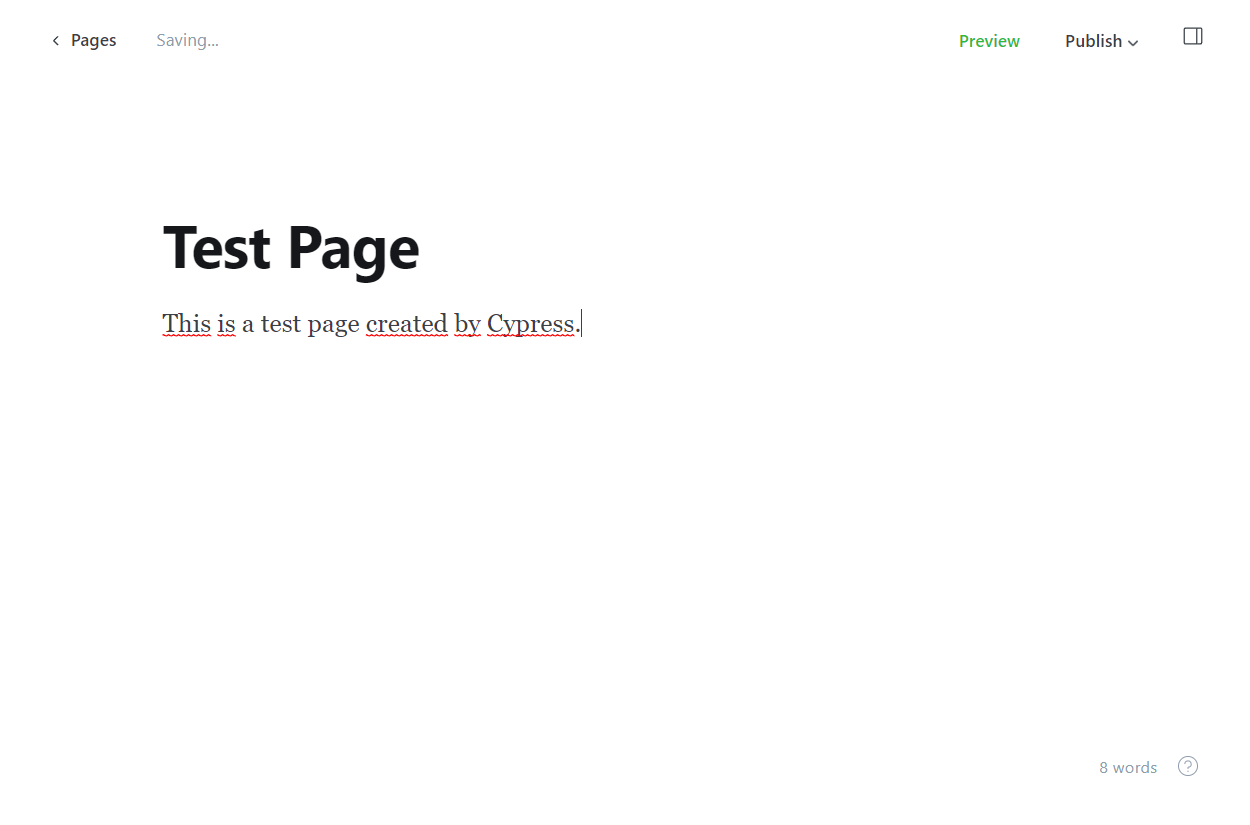 Pages
Saving...
Preview
Publish
Test Page
This is a test page created by Cypress.
8 words
?